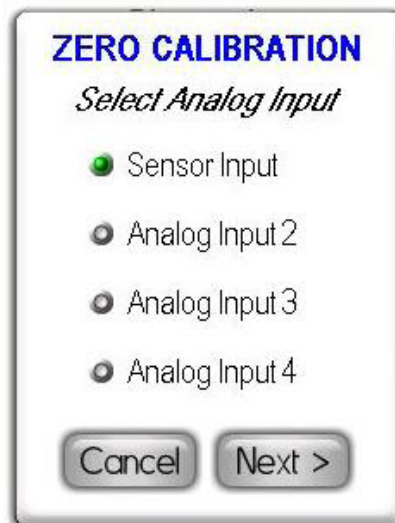 ZERO CALIBRATION
Select Analog Input
Sensor Input
Analog Input 2
Analog Input 3
Analog Input 4
Cancel
Next >